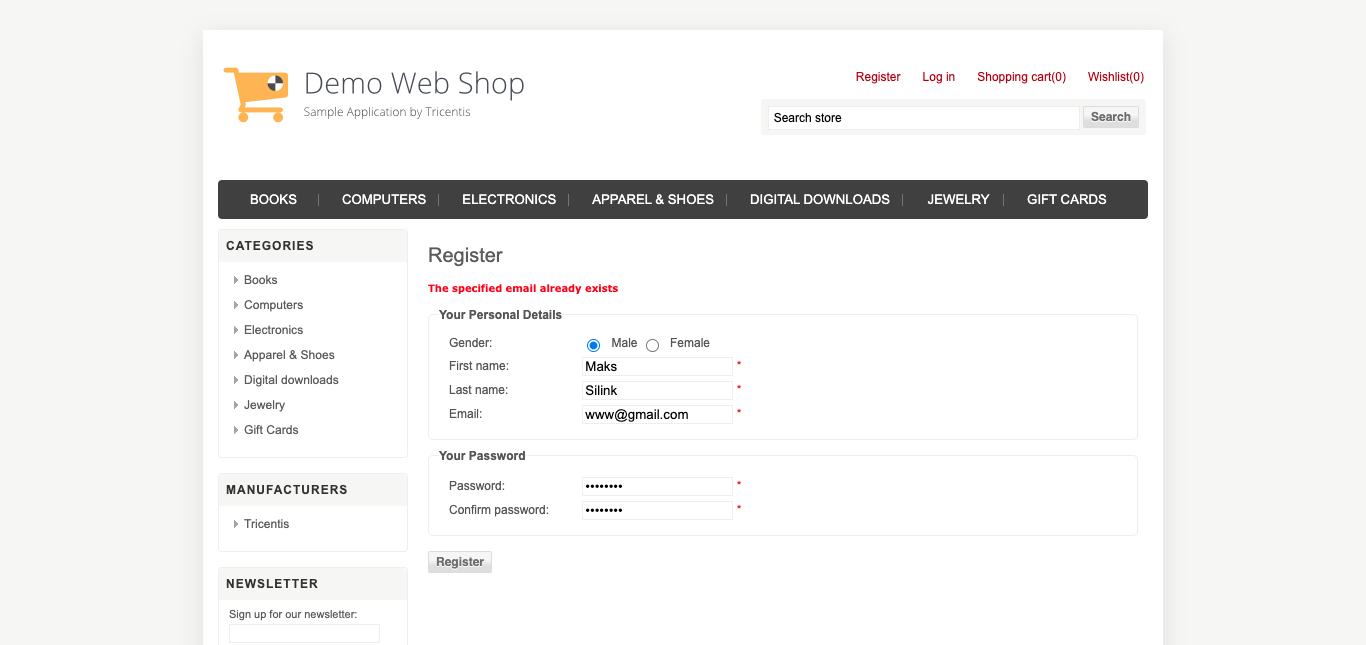 Demo Web Shop
Sample Application by Tricentis
Register Log in Shopping cart(0) Wishlist(0)
Search store Search
BOOKS COMPUTERS ELECTRONICS APPAREL & SHOES DIGITAL DOWNLOADS JEWELRY GIFT CARDS
CATEGORIES
Books
Computers
Electronics
Apparel & Shoes
Digital downloads
Jewelry
Gift Cards
MANUFACTURERS
Tricentis
NEWSLETTER
Sign up for our newsletter:
Register
The specified email already exists
Your Personal Details
Gender: Male Female
First name: Maks *
Last name: Silink *
Email: www@gmail.com *
Your Password
Password: •••••••• *
Confirm password: •••••••• *
Register